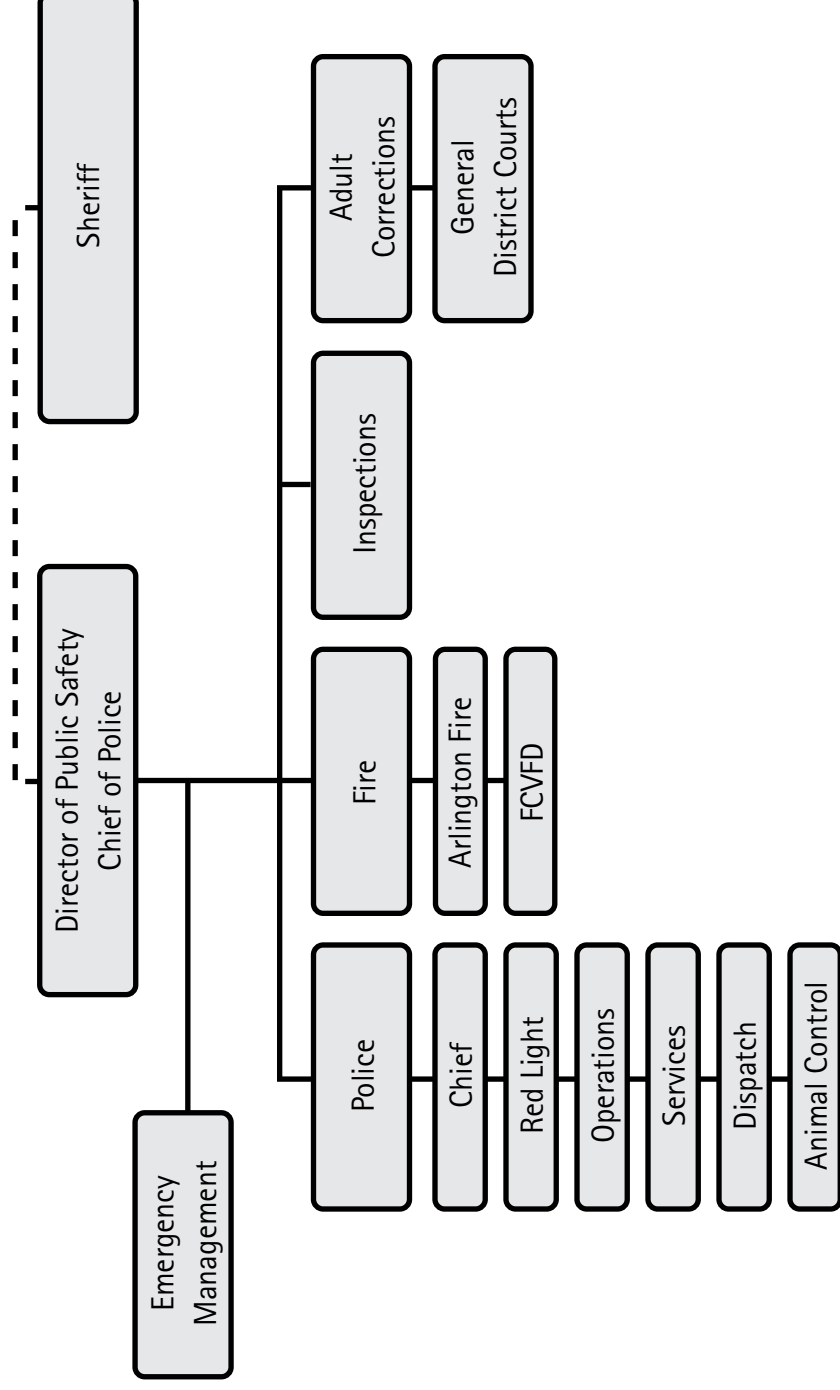 Director of Public Safety
Chief of Police
Sheriff
Emergency
Management
Police
Chief
Red Light
Operations
Services
Dispatch
Animal Control
Fire
Arlington Fire
FCVFD
Inspections
Adult
Corrections
General
District Courts